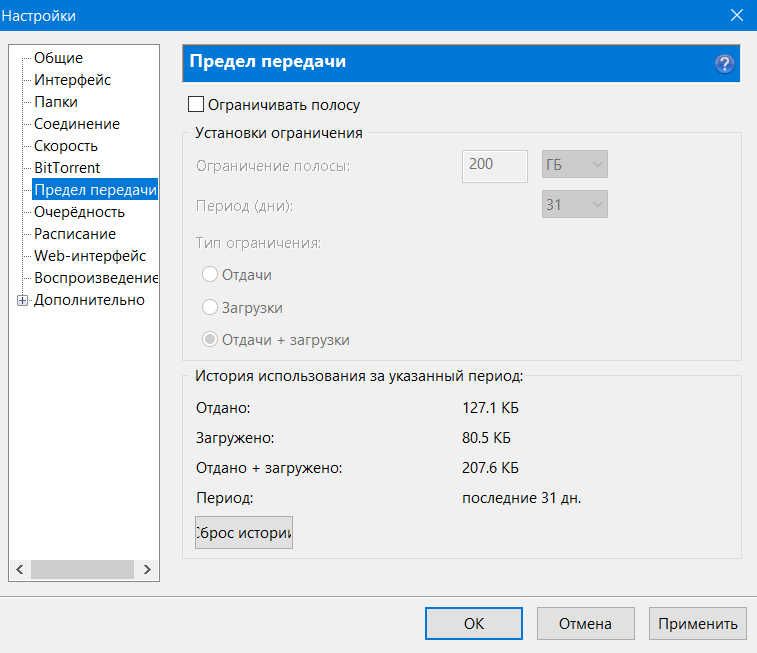 Настройки
Общие
Интерфейс
Папки
Соединение
Скорость
BitTorrent
Предел передачи
Очерёдность
Расписание
Web-интерфейс
Воспроизведение
Дополнительно
Предел передачи
?
Ограничивать полосу
Установки ограничения
Ограничение полосы: 200 ГБ
Период (дни): 31
Тип ограничения:
Отдачи
Загрузки
Отдачи + загрузки
История использования за указанный период:
Отдано: 127.1 КБ
Загружено: 80.5 КБ
Отдано + загружено: 207.6 КБ
Период: последние 31 дн.
Сброс истории
ОК Отмена Применить